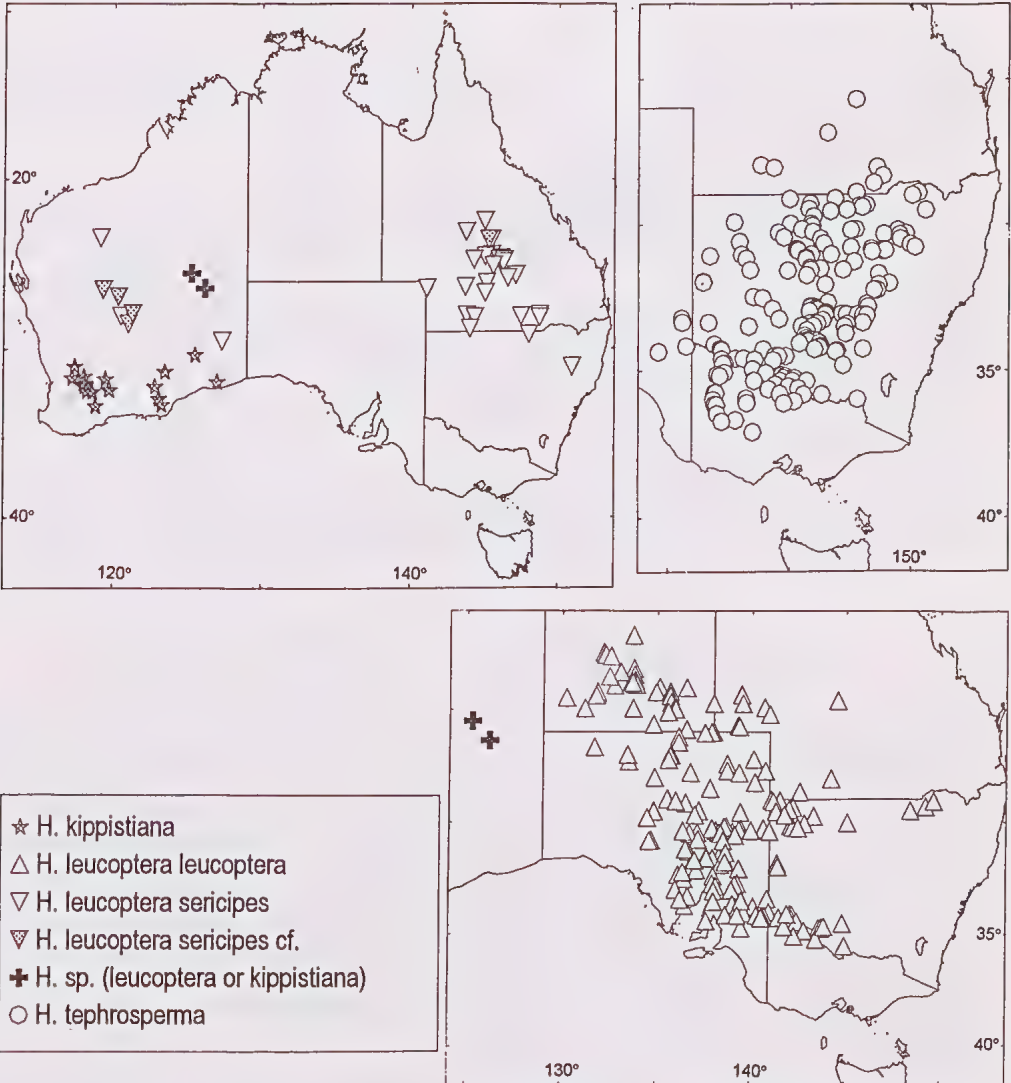 20°
40°
120°
140°
35°
40°
150°
H. kippistiana
H. leucoptera leucoptera
H. leucoptera sericipes
H. leucoptera sericipes cf.
H. sp. (leucoptera or kippistiana)
H. tephrosperma
35°
40°
130°
140°